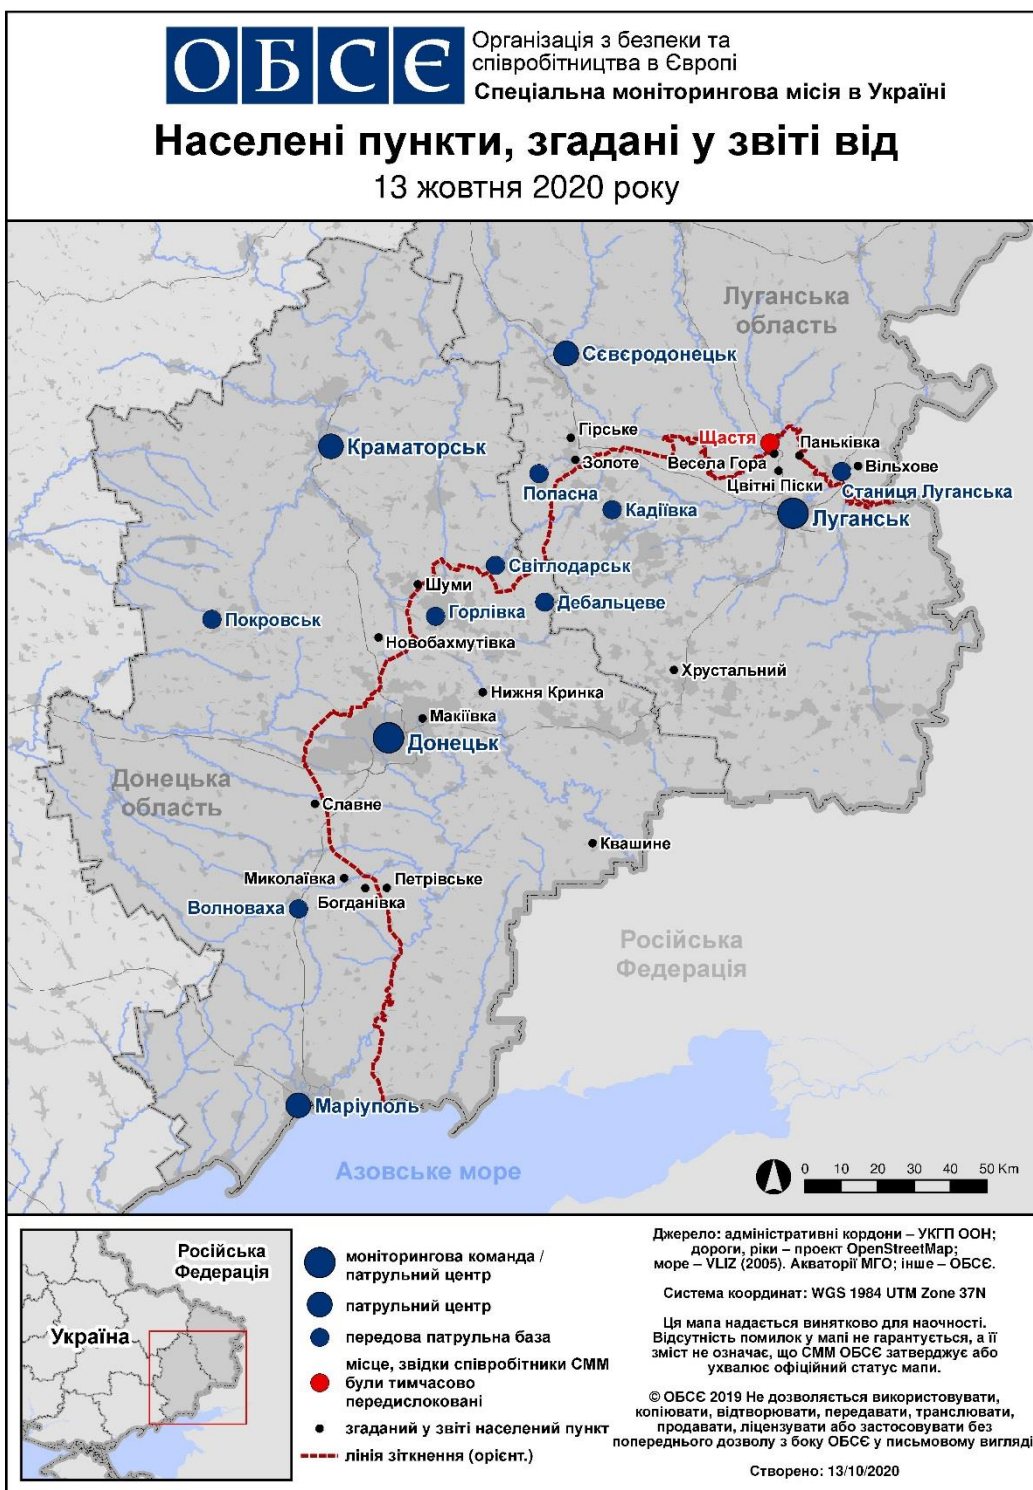 ОБСЄ
Організація з безпеки та
співробітництва в Європі
Спеціальна моніторингова місія в Україні
Населені пункти, згадані у звіті від
13 жовтня 2020 року
Луганська
область
Сєвєродонецьк
Гірське
Щастя
Паньківка
Краматорськ
Золоте
Весела Гора
Вільхове
Попасна
Цвітні Піски
Станиця Луганська
Кадіївка
Луганськ
Світлодарськ
Шуми
Дебальцеве
Горлівка
Покровськ
Новобахмутівка
Хрустальний
Нижня Кринка
Макіївка
Донецьк
Донецька
область
Славне
Квашине
Миколаївка
Петрівське
Богданівка
Волноваха
Російська
Федерація
Маріуполь
Азовське море
0 10 20 30 40 50 Km
Російська
Федерація
Україна
моніторингова команда /
патрульний центр
патрульний центр
передова патрульна база
місце, звідки співробітники СММ
були тимчасово
передислоковані
згаданий у звіті населений пункт
лінія зіткнення (орієнт.)
Джерело: адміністративні кордони – УКГП ООН;
дороги, ріки – проект OpenStreetMap;
море – VLIZ (2005). Акваторії МГО; інше – ОБСЄ.
Система координат: WGS 1984 UTM Zone 37N
Ця мапа надається винятково для наочності.
Відсутність помилок у мапі не гарантується, а її
зміст не означає, що СММ ОБСЄ затверджує або
ухвалює офіційний статус мапи.
© ОБСЄ 2019 Не дозволяється використовувати,
копіювати, відтворювати, передавати, транслювати,
продавати, ліцензувати або застосовувати без
попереднього дозволу з боку ОБСЄ у письмовому вигляді
Створено: 13/10/2020